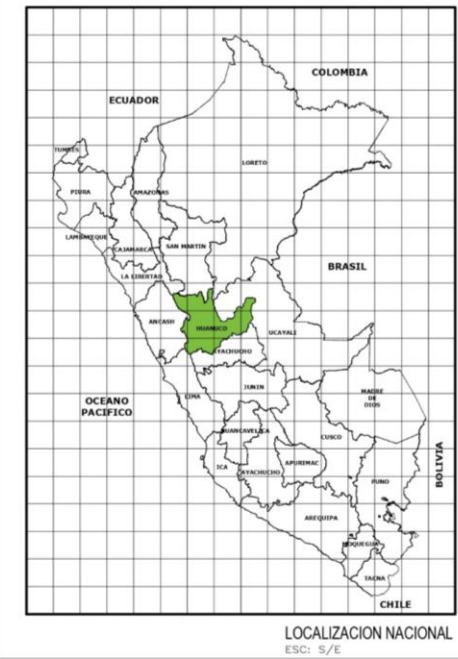 COLOMBIA
ECUADOR
TUMBES
LORETO
PIURA
AMAZONAS
LAMBAYEQUE
CAJAMARCA
SAN MARTIN
BRASIL
LA LIBERTAD
ANCASH
HUANUCO
UCAYALI
AYACHUCHO
JUNIN
LIMA
MADRE
DE
DIOS
OCEANO
PACIFICO
HUANCAVELICA
CUSCO
ICA
AYACUCHO
APURIMAC
PUNO
BOLIVIA
AREQUIPA
MOQUEGUA
TACNA
CHILE
LOCALIZACION NACIONAL
ESC: S/E